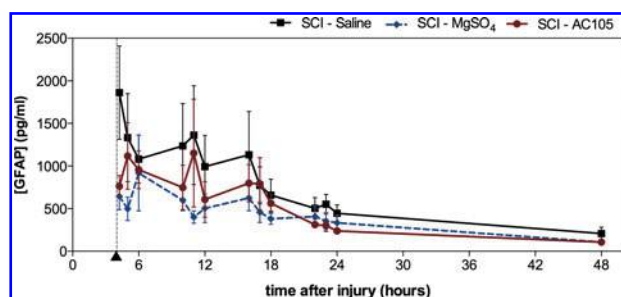 SCI - Saline SCI - MgSO₄ SCI - AC105
2500
2000
1500
1000
500
0
[GFAP] (pg/ml)
0 6 12 18 24 30 36 42 48
time after injury (hours)